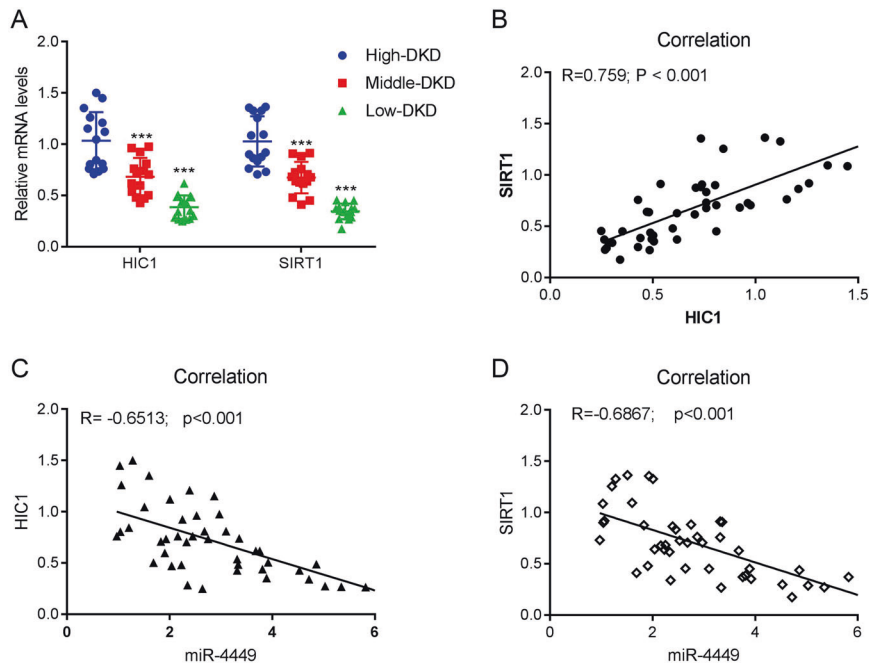 A
High-DKD
Middle-DKD
Low-DKD
Relative mRNA levels
2.0
1.5
1.0
0.5
0.0
***
***
***
***
HIC1
SIRT1
B
Correlation
R=0.759; P < 0.001
SIRT1
2.0
1.5
1.0
0.5
0.0
0.0
0.5
1.0
1.5
HIC1
C
Correlation
R= -0.6513; p<0.001
HIC1
2.0
1.5
1.0
0.5
0.0
0
2
4
6
miR-4449
D
Correlation
R=-0.6867; p<0.001
SIRT1
2.0
1.5
1.0
0.5
0.0
0
2
4
6
miR-4449